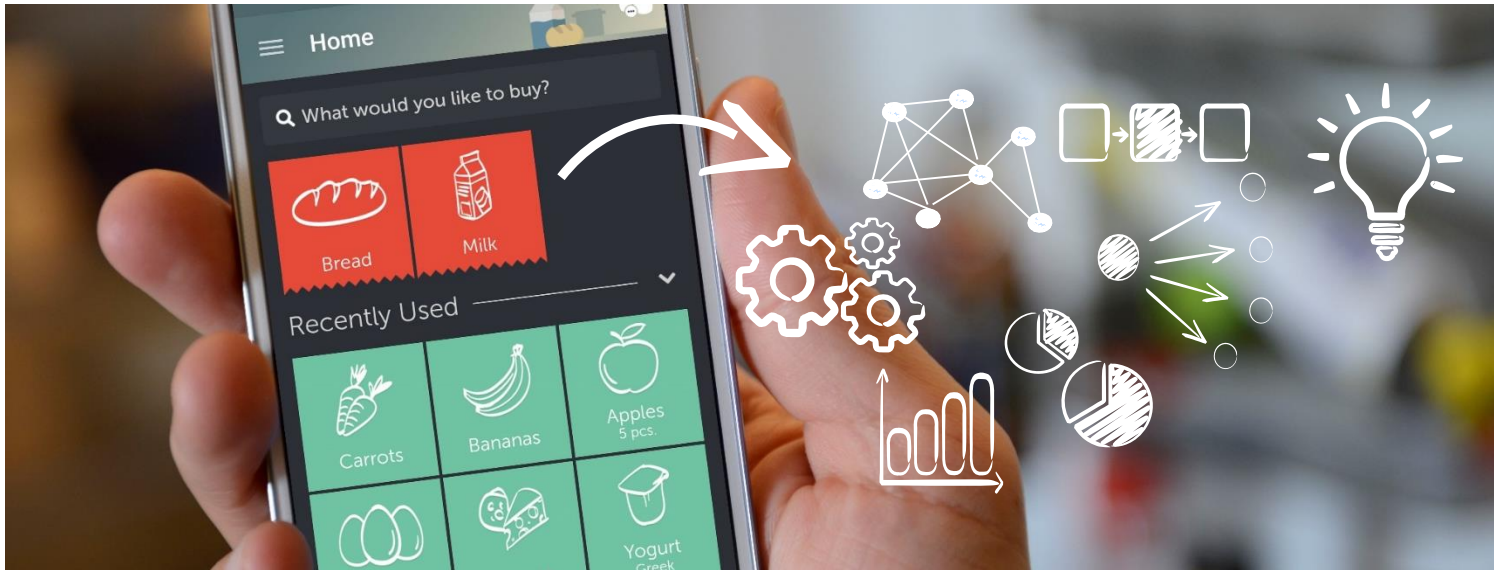 Home
What would you like to buy?
Bread
Milk
Recently Used
Carrots
Bananas
Apples
5 pcs.
Yogurt
Greek